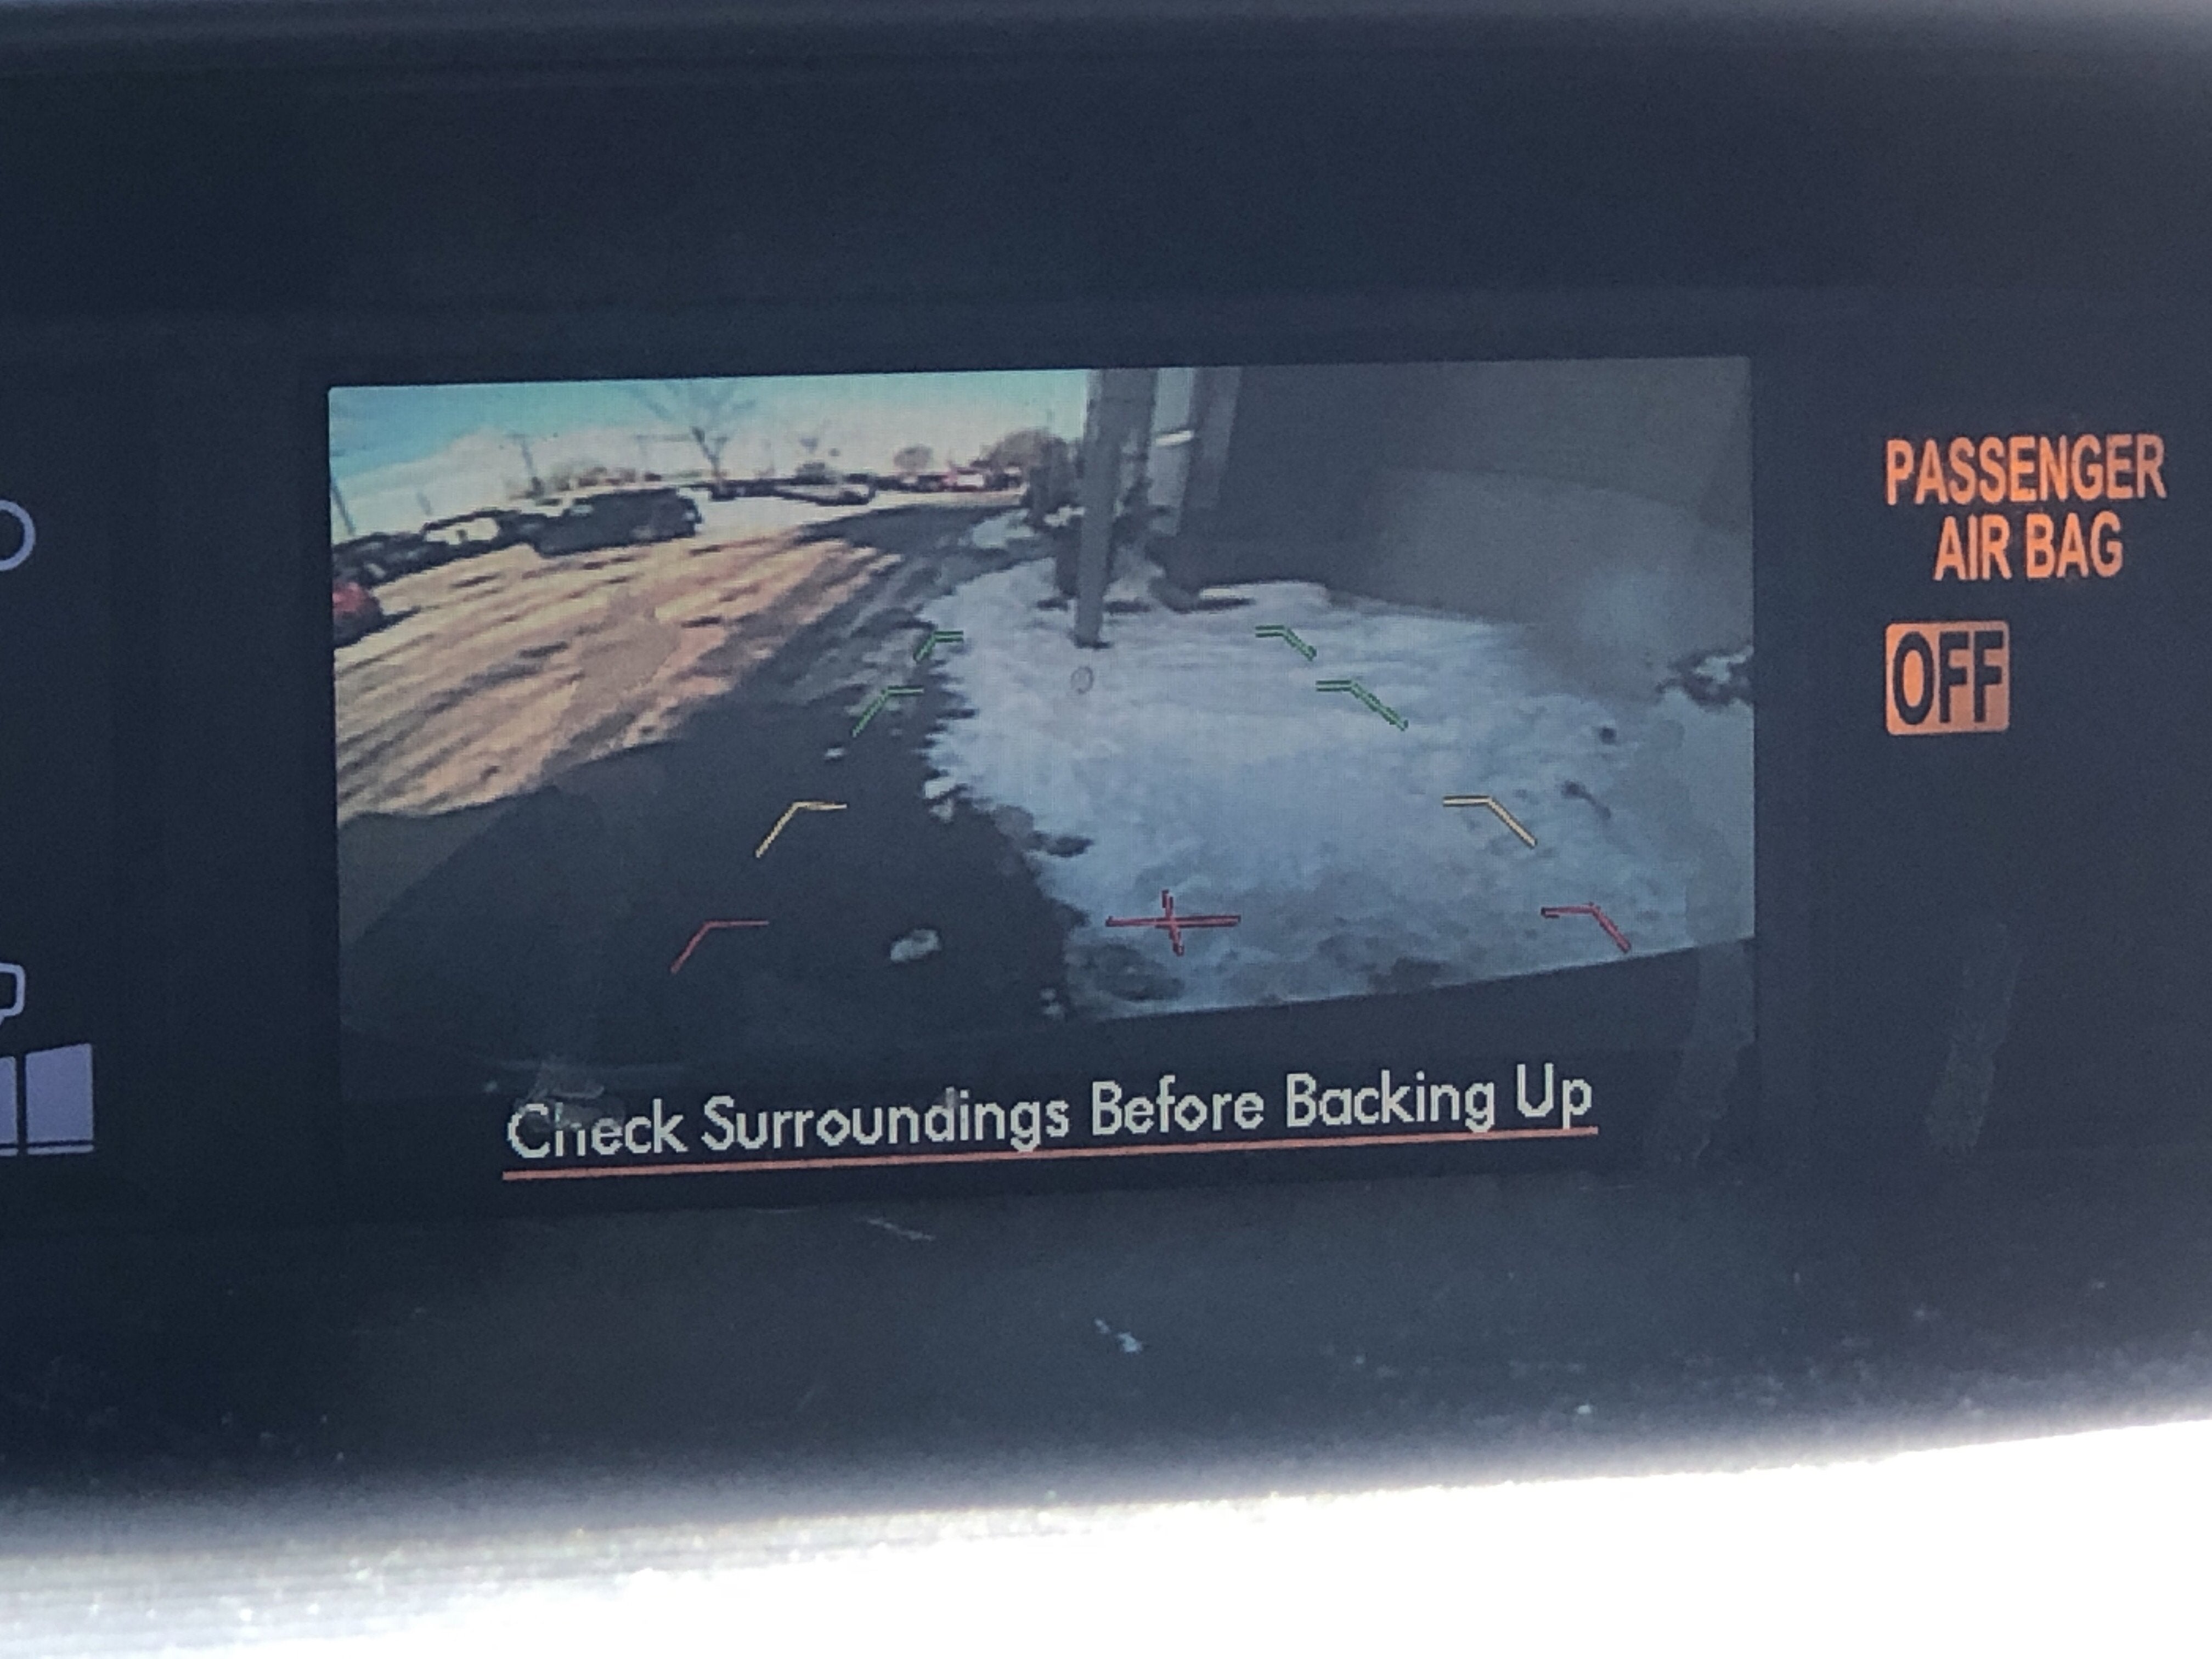 PASSENGER
AIR BAG
OFF
Check Surroundings Before Backing Up